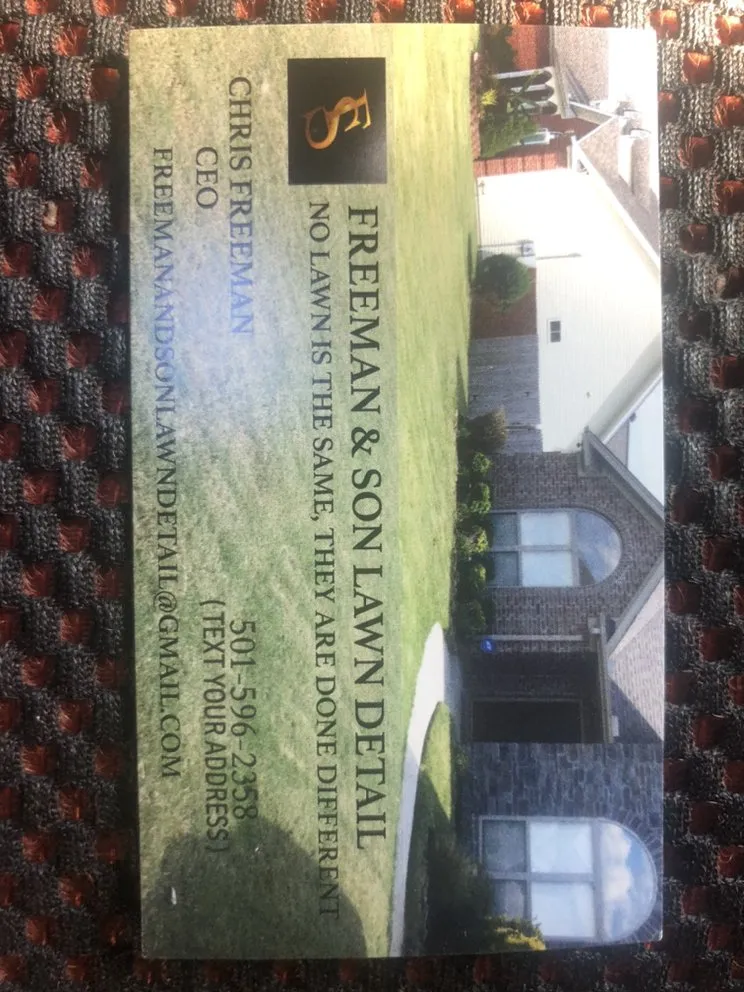 FREEMAN & SON LAWN DETAIL
NO LAWN IS THE SAME, THEY ARE DONE DIFFERENT
CHRIS FREEMAN
CEO
501-596-2358
(TEXT YOUR ADDRESS)
FREEMANANDSONLAWNDETAIL@GMAIL.COM